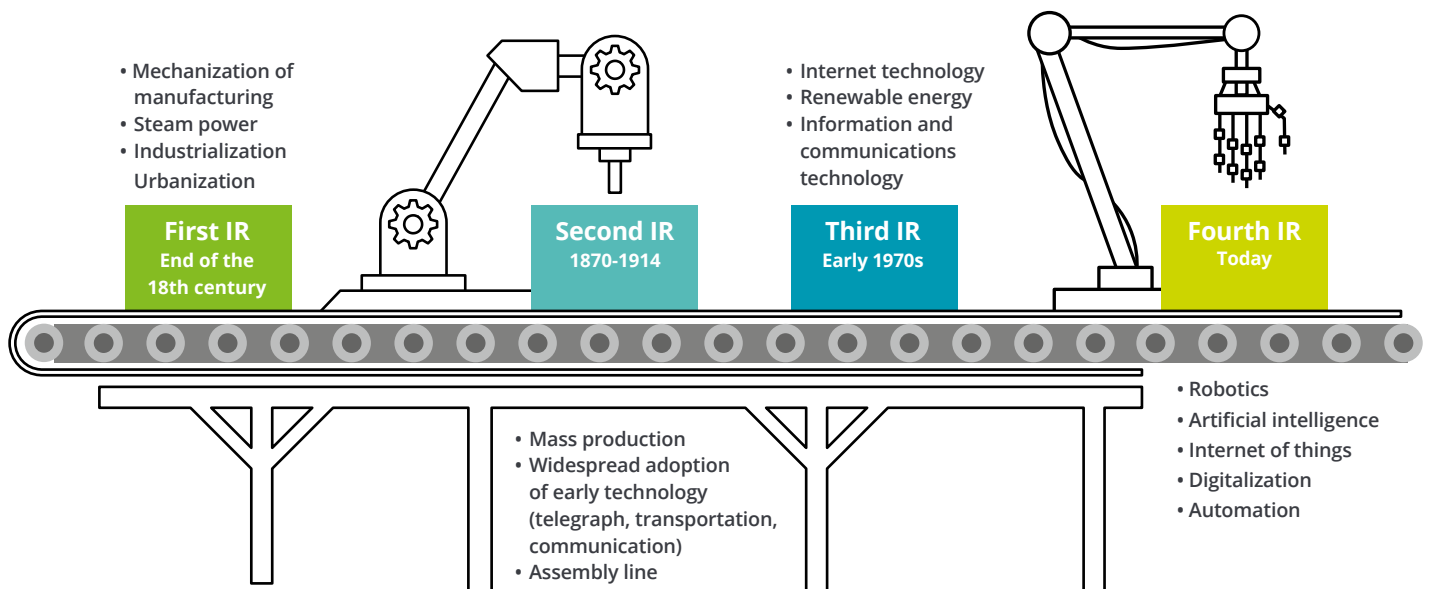 • Mechanization of
manufacturing
• Steam power
• Industrialization
Urbanization
First IR
End of the
18th century
Second IR
1870-1914
• Mass production
• Widespread adoption
of early technology
(telegraph, transportation,
communication)
• Assembly line
• Internet technology
• Renewable energy
• Information and
communications
technology
Third IR
Early 1970s
Fourth IR
Today
• Robotics
• Artificial intelligence
• Internet of things
• Digitalization
• Automation